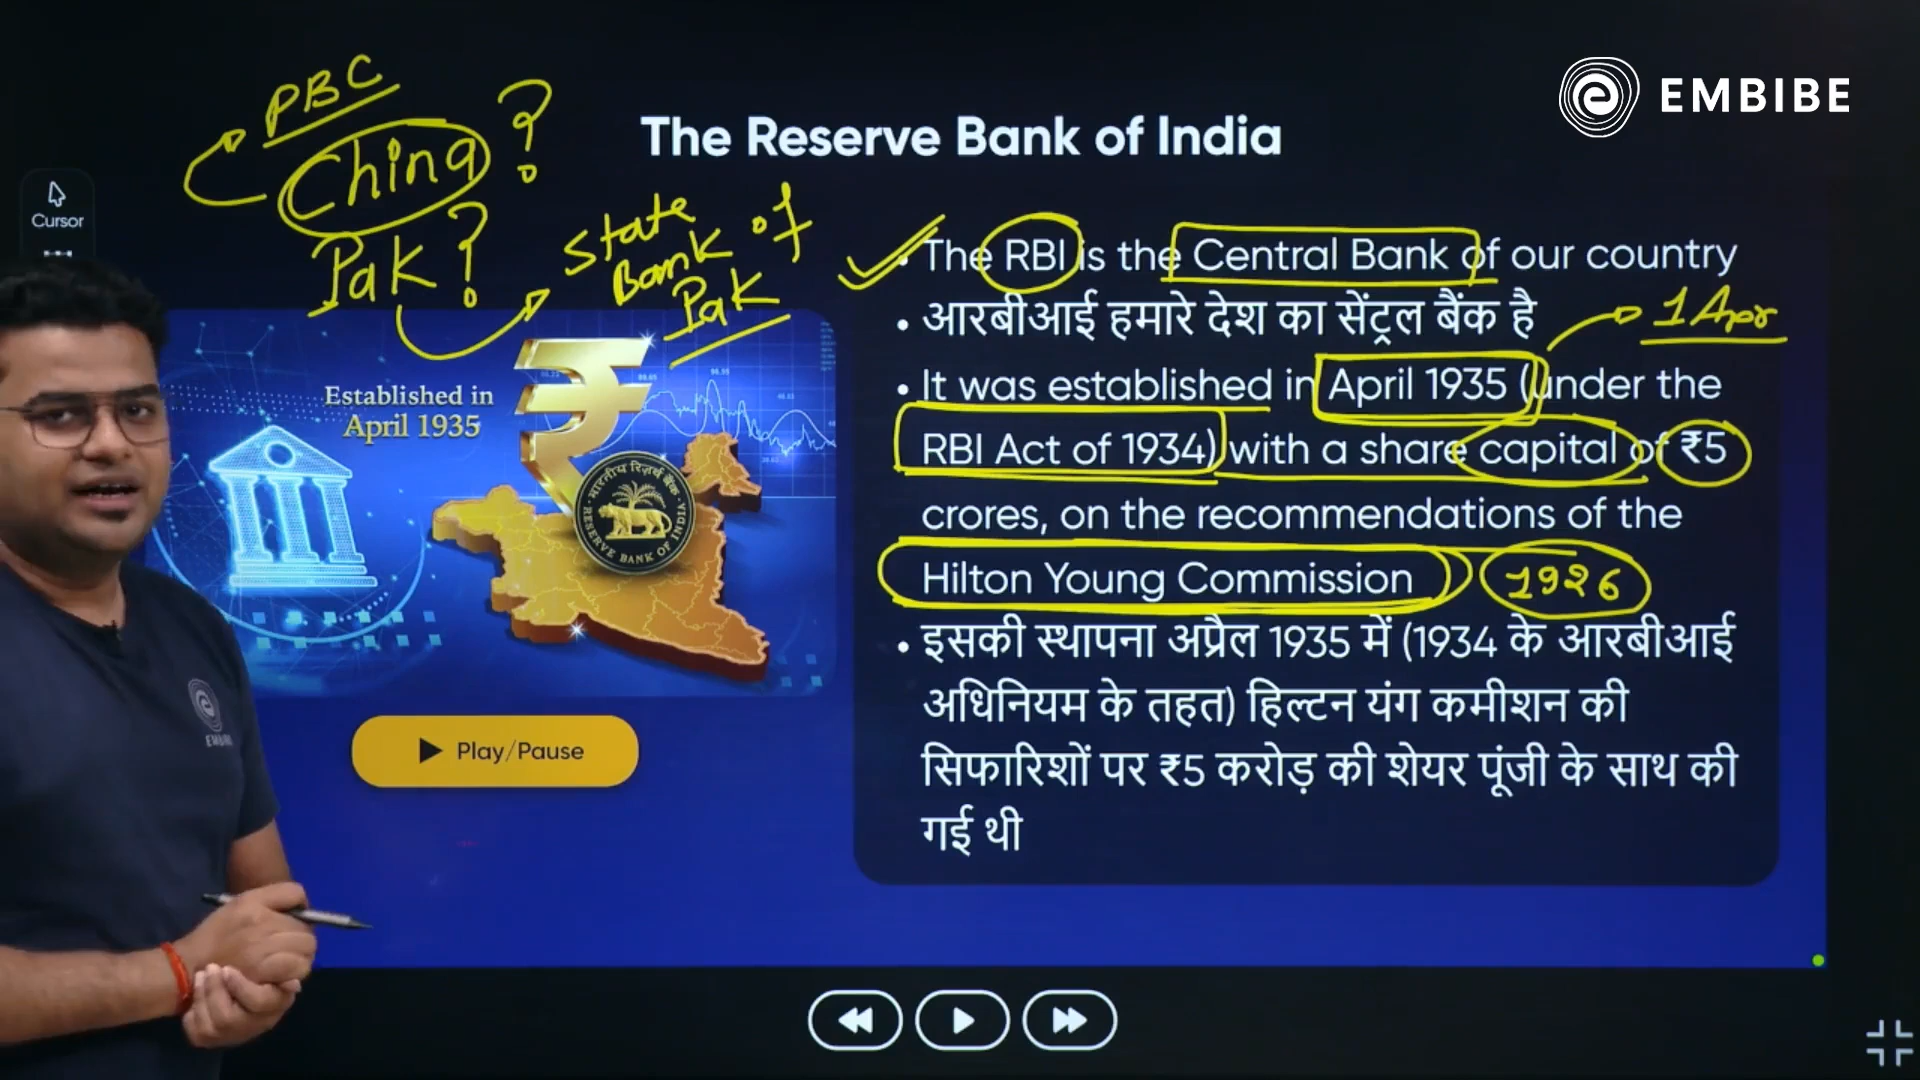 EMBIBE
PBC
China ?
Pak ?
State
Bank of
Pak
Cursor
The Reserve Bank of India
• The RBI is the Central Bank of our country
• आरबीआई हमारे देश का सेंट्रल बैंक है
1 Apr
• It was established in April 1935 (under the
RBI Act of 1934) with a share capital of ₹5
crores, on the recommendations of the
Hilton Young Commission 1926
• इसकी स्थापना अप्रैल 1935 में (1934 के आरबीआई
अधिनियम के तहत) हिल्टन यंग कमीशन की
सिफारिशों पर ₹5 करोड़ की शेयर पूंजी के साथ की
गई थी
Established in
April 1935
भारतीय रिज़र्व बैंक
RESERVE BANK OF INDIA
Play/Pause